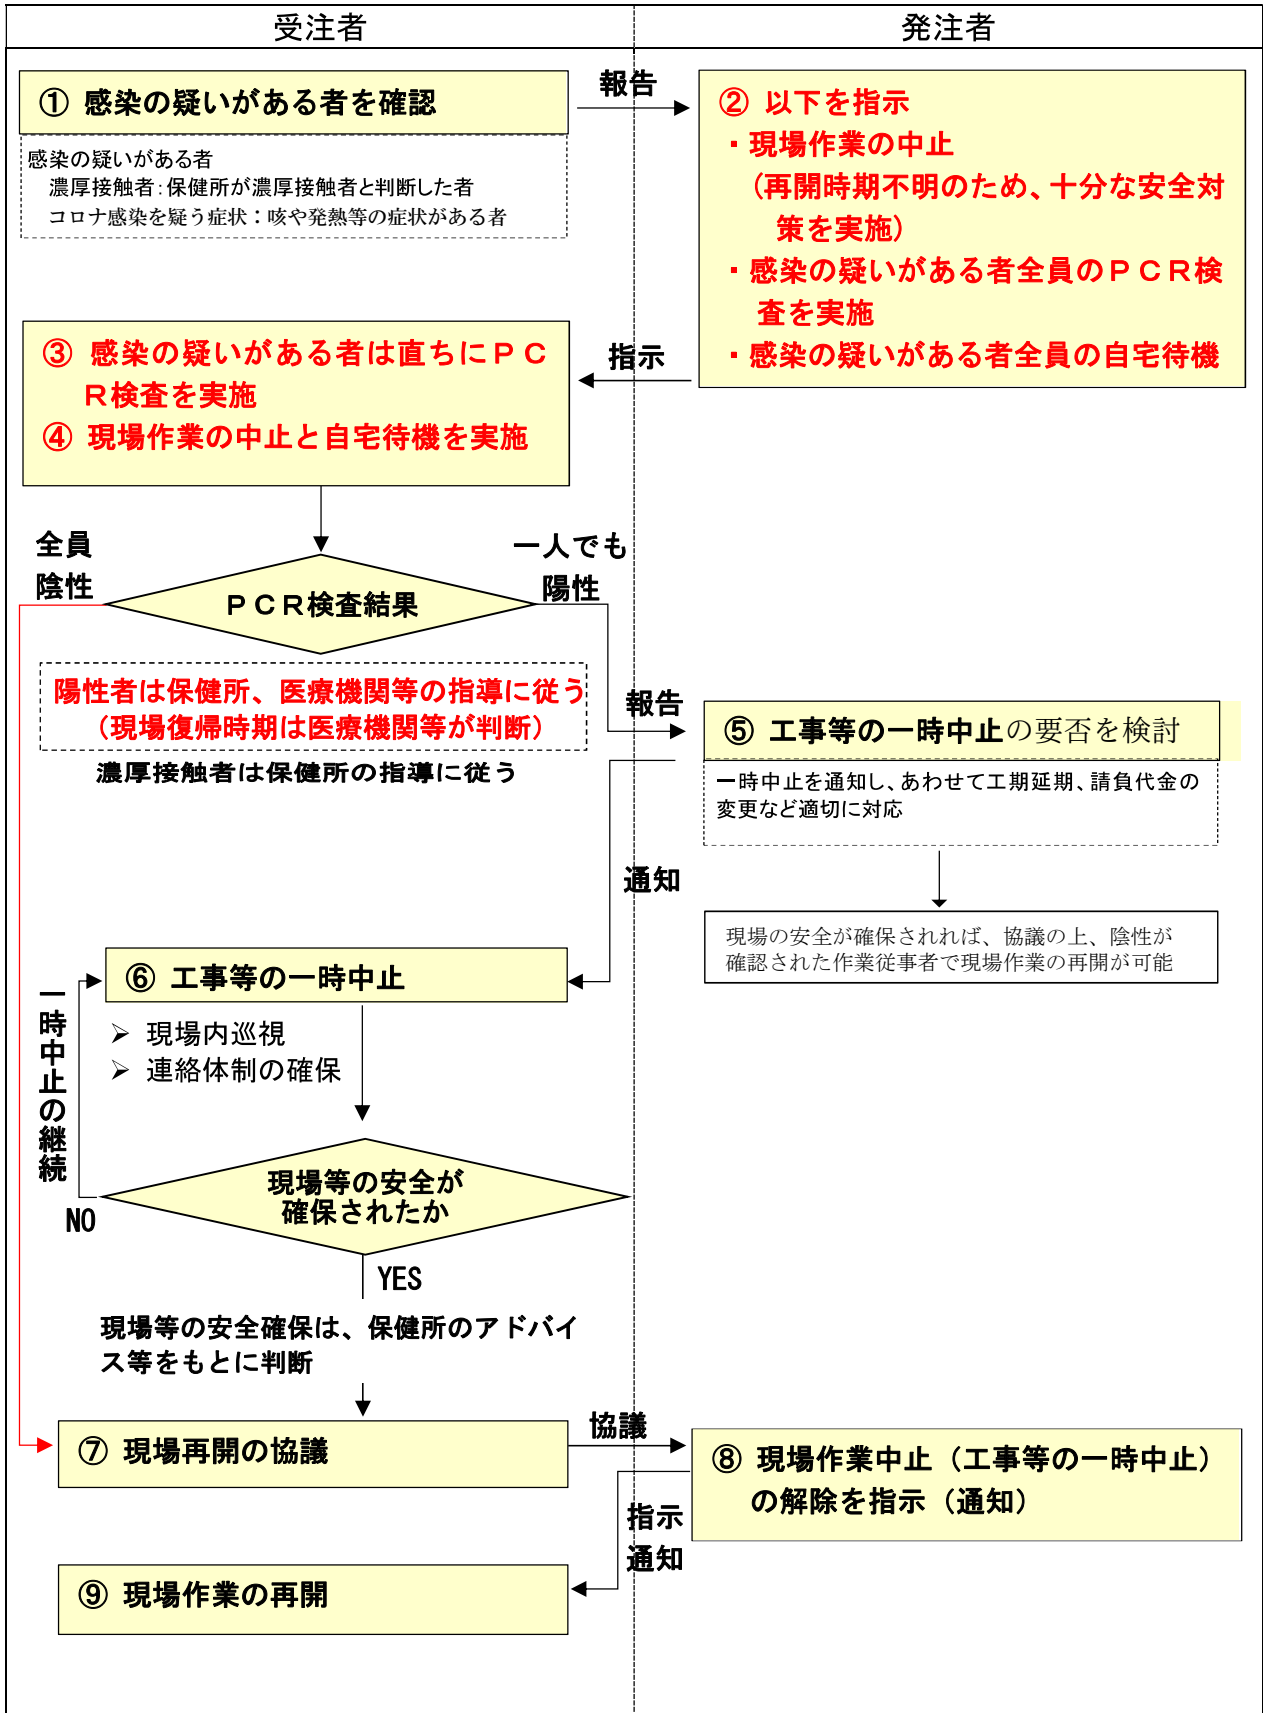 受注者
発注者
① 感染の疑いがある者を確認
感染の疑いがある者
濃厚接触者：保健所が濃厚接触者と判断した者
コロナ感染を疑う症状：咳や発熱等の症状がある者
報告
② 以下を指示
・現場作業の中止
（再開時期不明のため、十分な安全対
策を実施）
・感染の疑いがある者全員のＰＣＲ検
査を実施
・感染の疑いがある者全員の自宅待機
指示
③ 感染の疑いがある者は直ちにＰＣ
Ｒ検査を実施
④ 現場作業の中止と自宅待機を実施
全員
陰性
一人でも
陽性
ＰＣＲ検査結果
陽性者は保健所、医療機関等の指導に従う
（現場復帰時期は医療機関等が判断）
濃厚接触者は保健所の指導に従う
報告
⑤ 工事等の一時中止の要否を検討
一時中止を通知し、あわせて工期延期、請負代金の
変更など適切に対応
通知
現場の安全が確保されれば、協議の上、陰性が
確認された作業従事者で現場作業の再開が可能
⑥ 工事等の一時中止
➢ 現場内巡視
➢ 連絡体制の確保
一時中止の継続
現場等の安全が
確保されたか
NO
YES
現場等の安全確保は、保健所のアドバイ
ス等をもとに判断
⑦ 現場再開の協議
協議
⑧ 現場作業中止（工事等の一時中止）
の解除を指示（通知）
指示
通知
⑨ 現場作業の再開